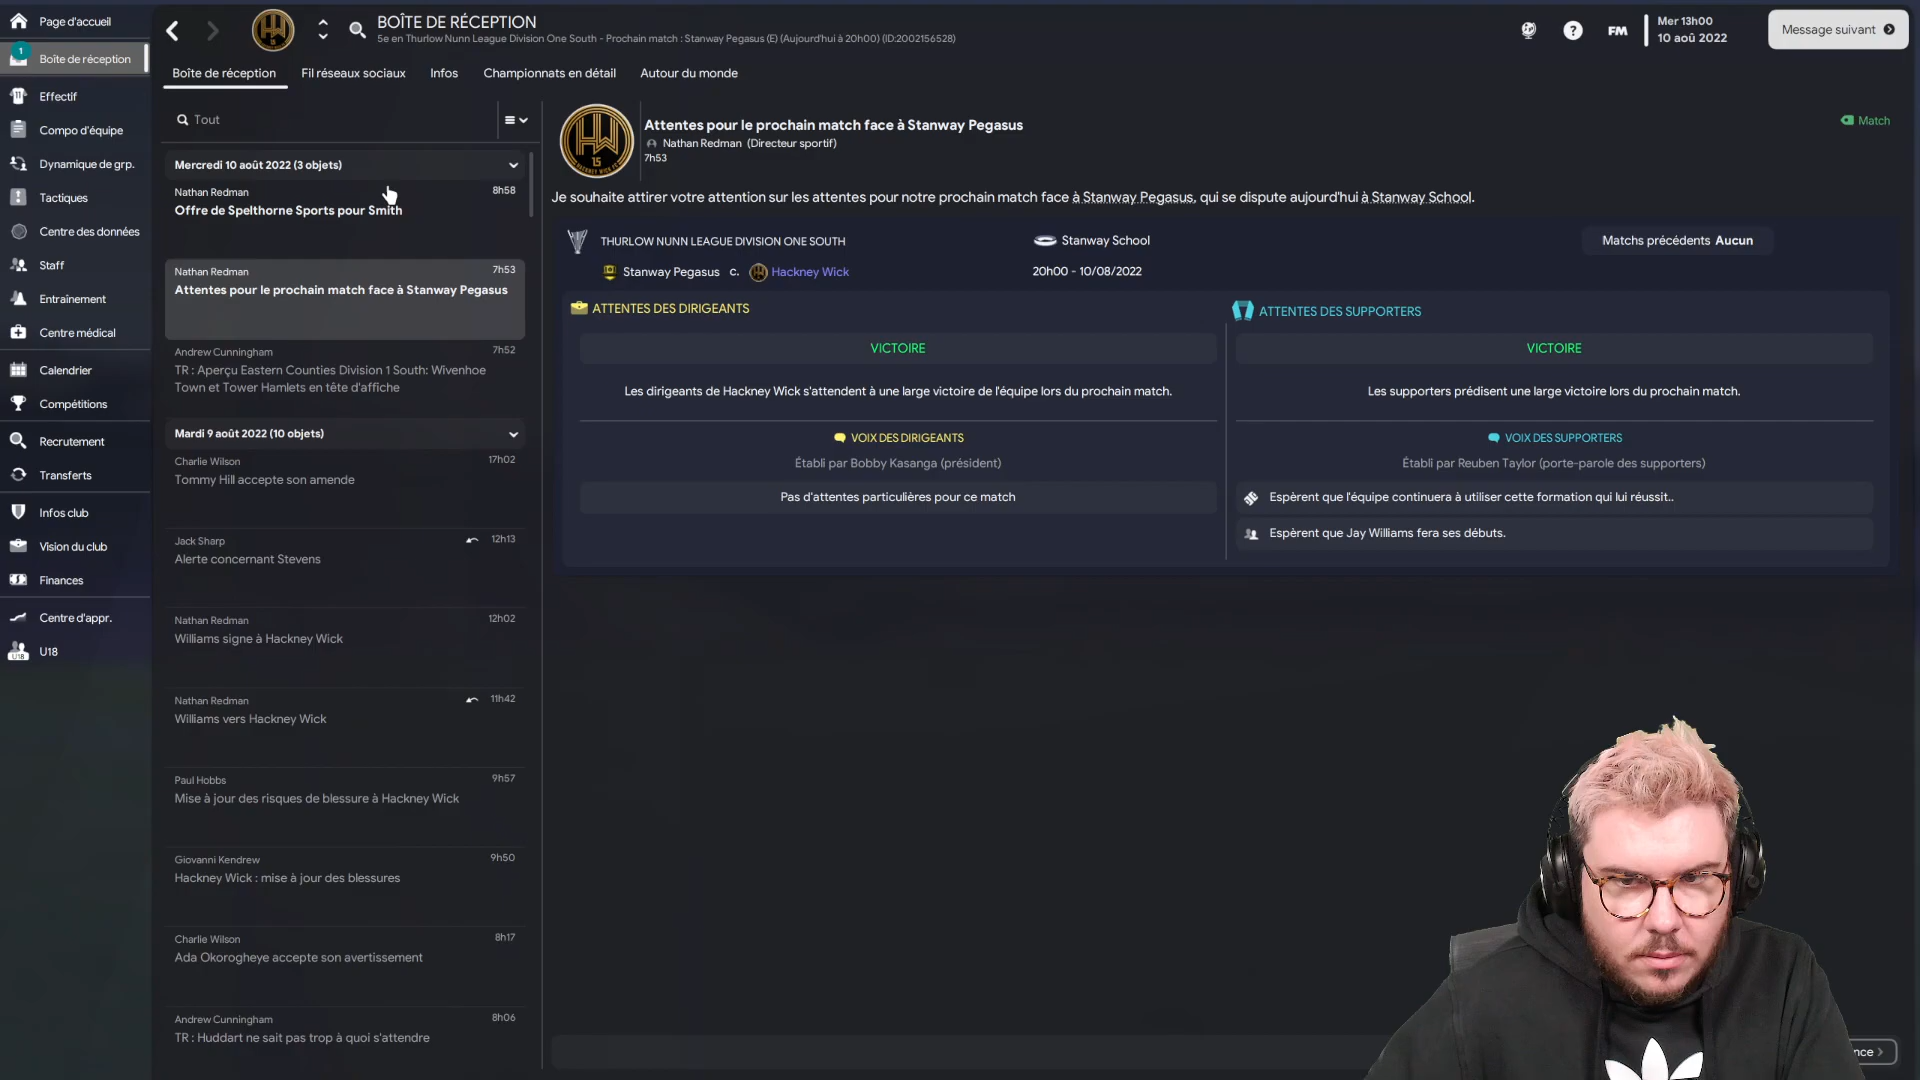 Page d'accueil
1
Boîte de réception
Effectif
Compo d'équipe
Dynamique de grp.
Tactiques
Centre des données
Staff
Entraînement
Centre médical
Calendrier
Compétitions
Recrutement
Transferts
Infos club
Vision du club
Finances
Centre d'appr.
U18
BOÎTE DE RÉCEPTION
5e en Thurlow Nunn League Division One South - Prochain match : Stanway Pegasus (E) (Aujourd'hui à 20h00) (ID:2002156528)
FM
Mer 13h00
10 aoû 2022
Message suivant
Boîte de réception
Fil réseaux sociaux
Infos
Championnats en détail
Autour du monde
Tout
Mercredi 10 août 2022 (3 objets)
Nathan Redman 8h58
Offre de Spelthorne Sports pour Smith
Nathan Redman 7h53
Attentes pour le prochain match face à Stanway Pegasus
Andrew Cunningham 7h52
TR : Aperçu Eastern Counties Division 1 South: Wivenhoe
Town et Tower Hamlets en tête d'affiche
Mardi 9 août 2022 (10 objets)
Charlie Wilson 17h02
Tommy Hill accepte son amende
Jack Sharp 12h13
Alerte concernant Stevens
Nathan Redman 12h02
Williams signe à Hackney Wick
Nathan Redman 11h42
Williams vers Hackney Wick
Paul Hobbs 9h57
Mise à jour des risques de blessure à Hackney Wick
Giovanni Kendrew 9h50
Hackney Wick : mise à jour des blessures
Charlie Wilson 8h17
Ada Okorogheye accepte son avertissement
Andrew Cunningham 8h06
TR : Huddart ne sait pas trop à quoi s'attendre
HW
15
Attentes pour le prochain match face à Stanway Pegasus
Nathan Redman (Directeur sportif)
7h53
Match
Je souhaite attirer votre attention sur les attentes pour notre prochain match face à Stanway Pegasus, qui se dispute aujourd'hui à Stanway School.
THURLOW NUNN LEAGUE DIVISION ONE SOUTH
Stanway School
Matchs précédents Aucun
Stanway Pegasus c. Hackney Wick
20h00 - 10/08/2022
ATTENTES DES DIRIGEANTS
VICTOIRE
Les dirigeants de Hackney Wick s'attendent à une large victoire de l'équipe lors du prochain match.
VOIX DES DIRIGEANTS
Établi par Bobby Kasanga (président)
Pas d'attentes particulières pour ce match
ATTENTES DES SUPPORTERS
VICTOIRE
Les supporters prédisent une large victoire lors du prochain match.
VOIX DES SUPPORTERS
Établi par Reuben Taylor (porte-parole des supporters)
Espèrent que l'équipe continuera à utiliser cette formation qui lui réussit..
Espèrent que Jay Williams fera ses débuts.